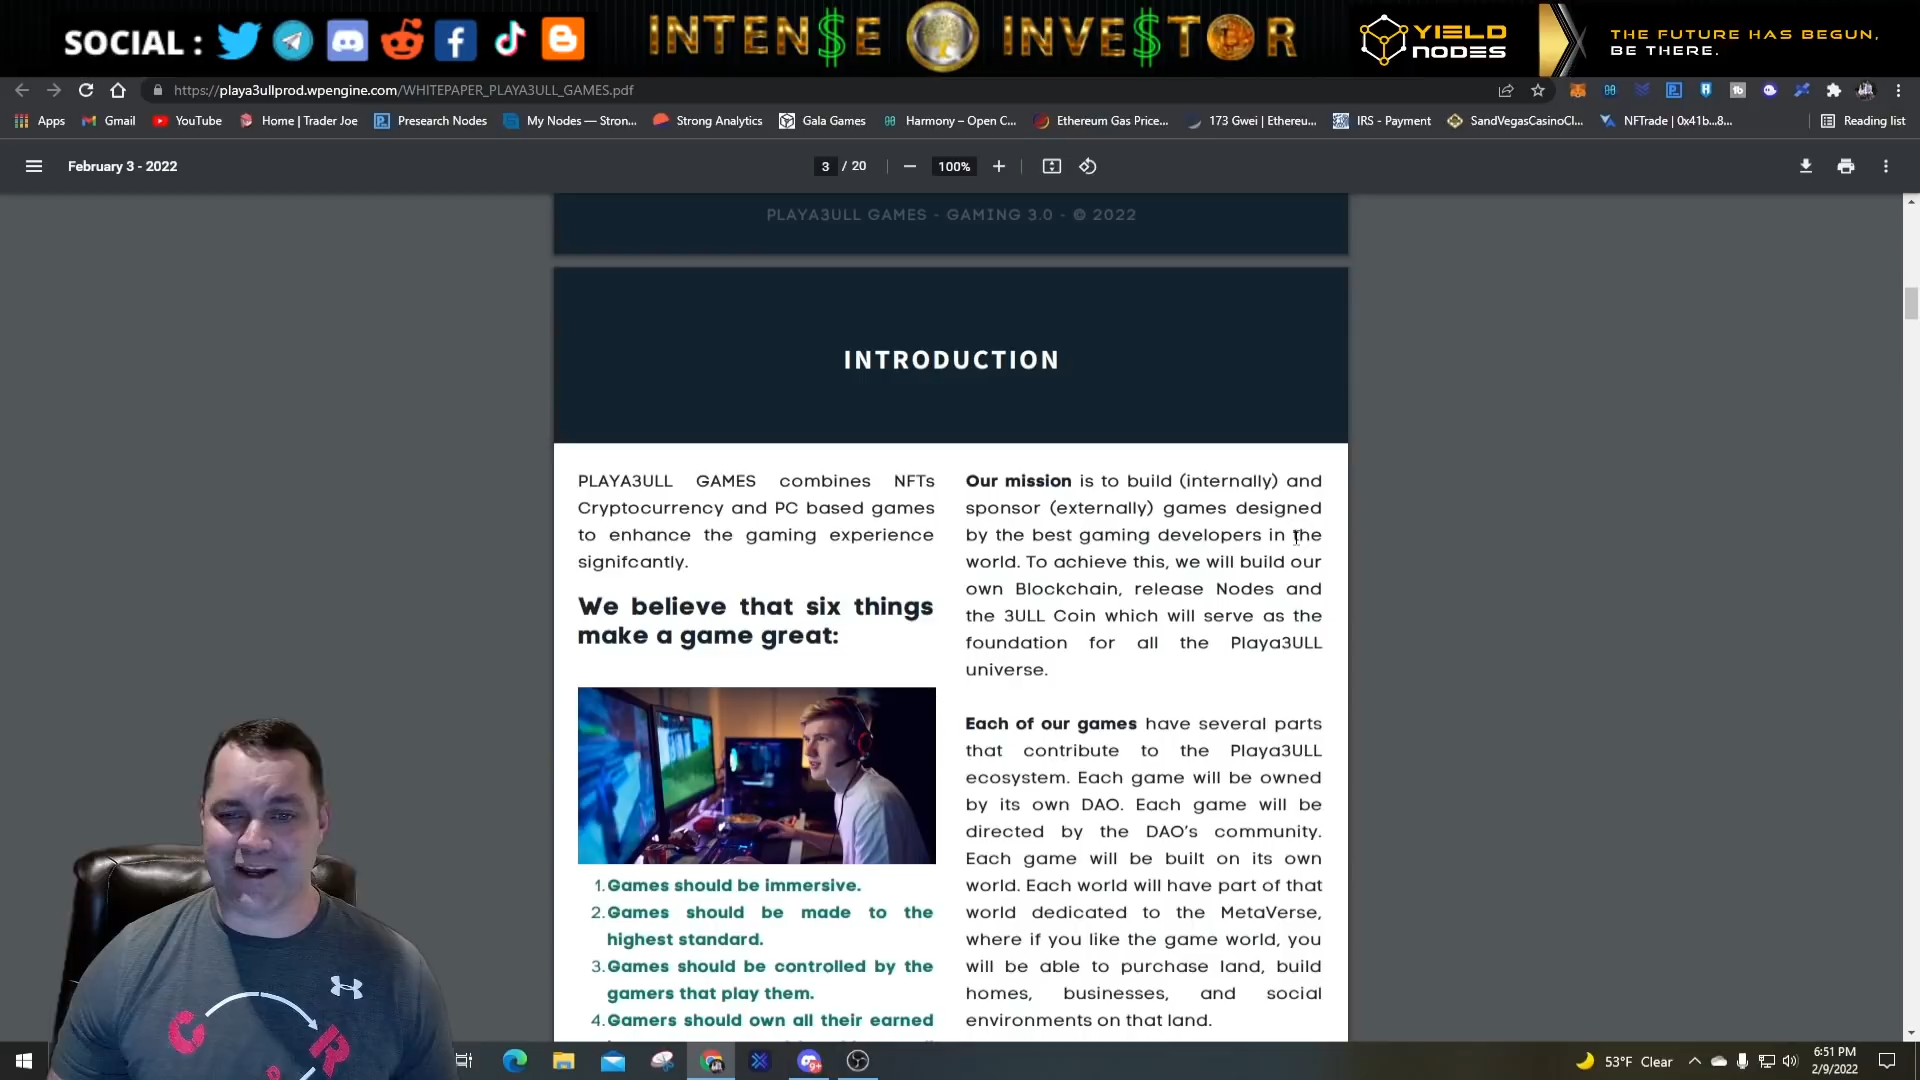 SOCIAL :
INTEN$E INVE$TOR
YIELD NODES
THE FUTURE HAS BEGUN,
BE THERE.
https://playa3ullprod.wpengine.com/WHITEPAPER_PLAYA3ULL_GAMES.pdf
Apps
Gmail
YouTube
Home | Trader Joe
Presearch Nodes
My Nodes — Stron...
Strong Analytics
Gala Games
Harmony – Open C...
Ethereum Gas Price...
173 Gwei | Ethereu...
IRS - Payment
SandVegasCasinoCl...
NFTrade | 0x41b...8...
Reading list
February 3 - 2022
3 / 20
100%
PLAYA3ULL GAMES - GAMING 3.0 - © 2022
INTRODUCTION
PLAYA3ULL GAMES combines NFTs
Cryptocurrency and PC based games
to enhance the gaming experience
signifcantly.
We believe that six things
make a game great:
1. Games should be immersive.
2. Games should be made to the
highest standard.
3. Games should be controlled by the
gamers that play them.
4. Gamers should own all their earned
Our mission is to build (internally) and
sponsor (externally) games designed
by the best gaming developers in the
world. To achieve this, we will build our
own Blockchain, release Nodes and
the 3ULL Coin which will serve as the
foundation for all the Playa3ULL
universe.
Each of our games have several parts
that contribute to the Playa3ULL
ecosystem. Each game will be owned
by its own DAO. Each game will be
directed by the DAO's community.
Each game will be built on its own
world. Each world will have part of that
world dedicated to the MetaVerse,
where if you like the game world, you
will be able to purchase land, build
homes, businesses, and social
environments on that land.
C
R
53°F Clear
6:51 PM
2/9/2022